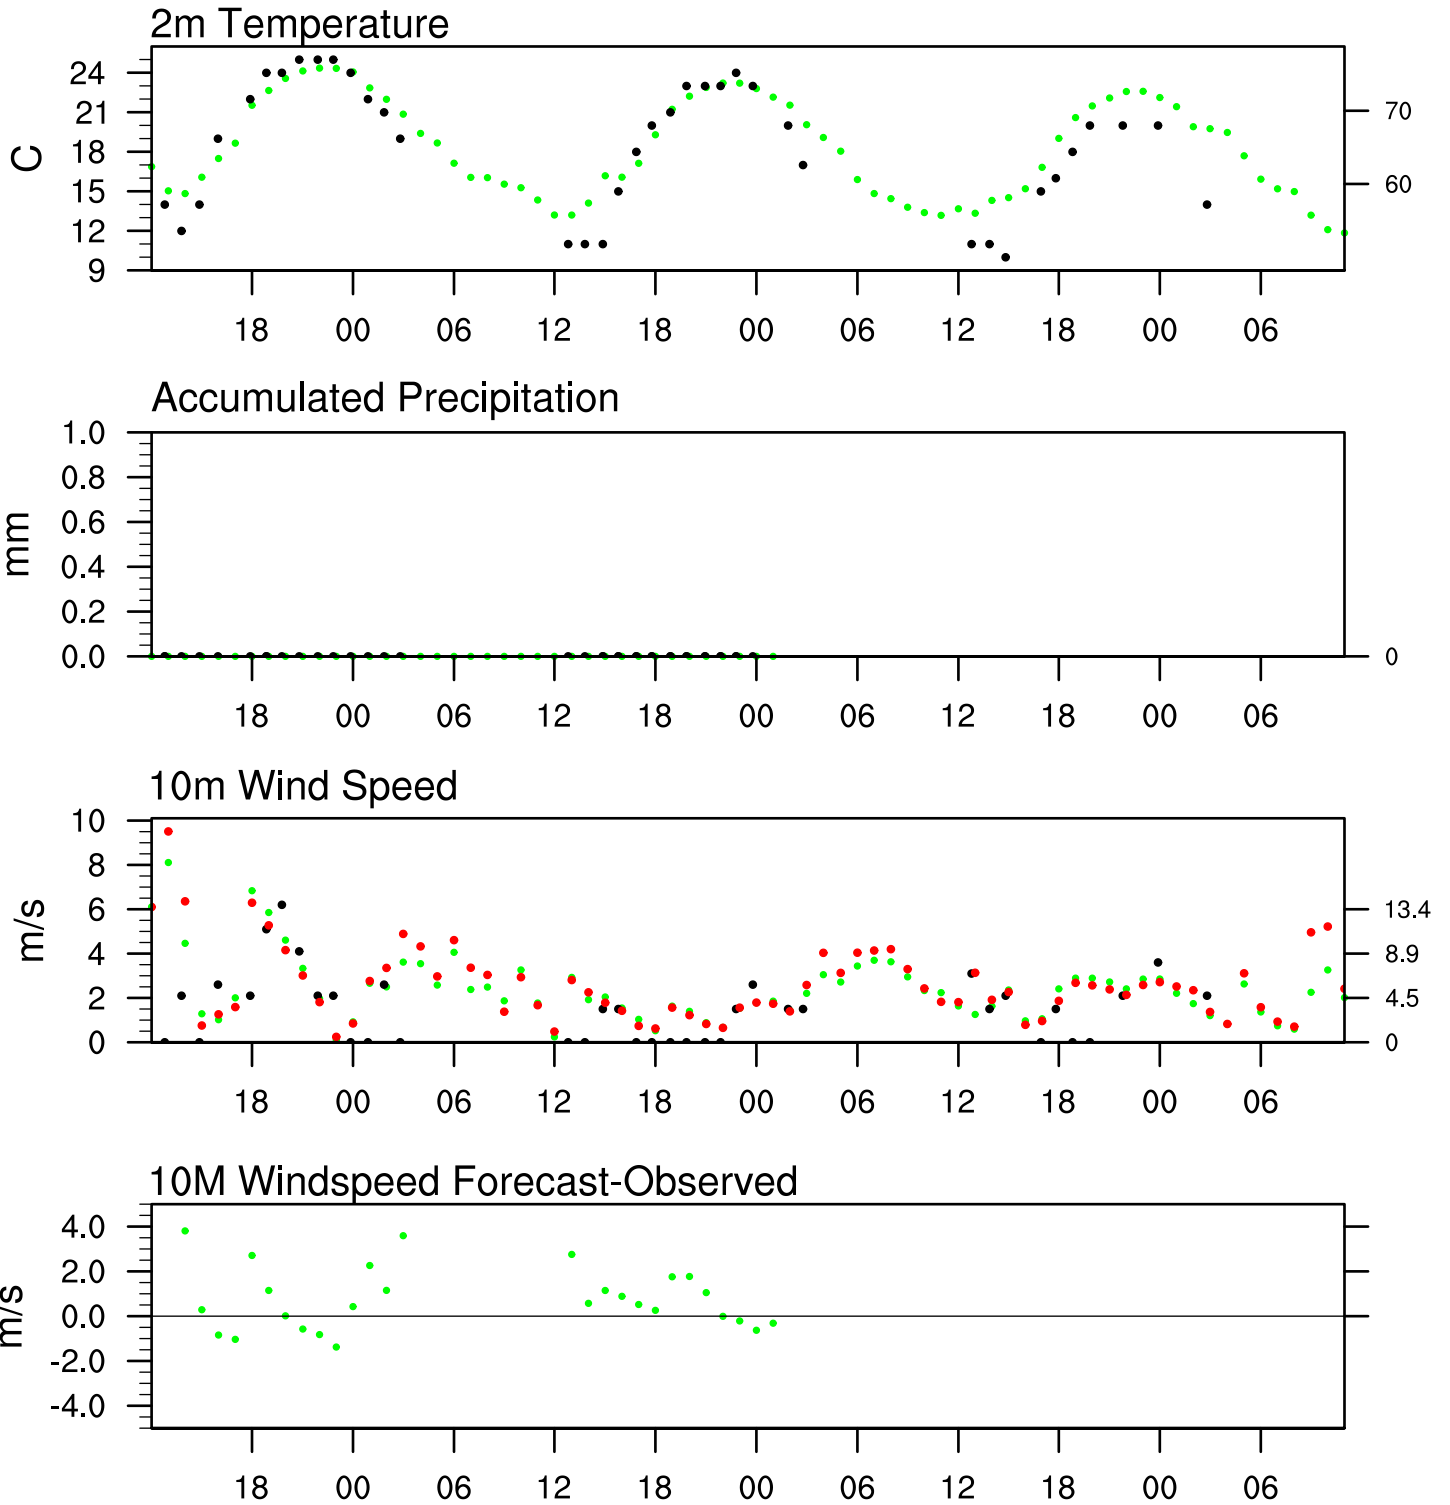 2m Temperature
24
21
18
15
12
9
C
70
60
18 00 06 12 18 00 06 12 18 00 06
Accumulated Precipitation
1.0
0.8
0.6
0.4
0.2
0.0
mm
0
18 00 06 12 18 00 06 12 18 00 06
10m Wind Speed
10
8
6
4
2
0
m/s
13.4
8.9
4.5
0
18 00 06 12 18 00 06 12 18 00 06
10M Windspeed Forecast-Observed
4.0
2.0
0.0
-2.0
-4.0
m/s
18 00 06 12 18 00 06 12 18 00 06